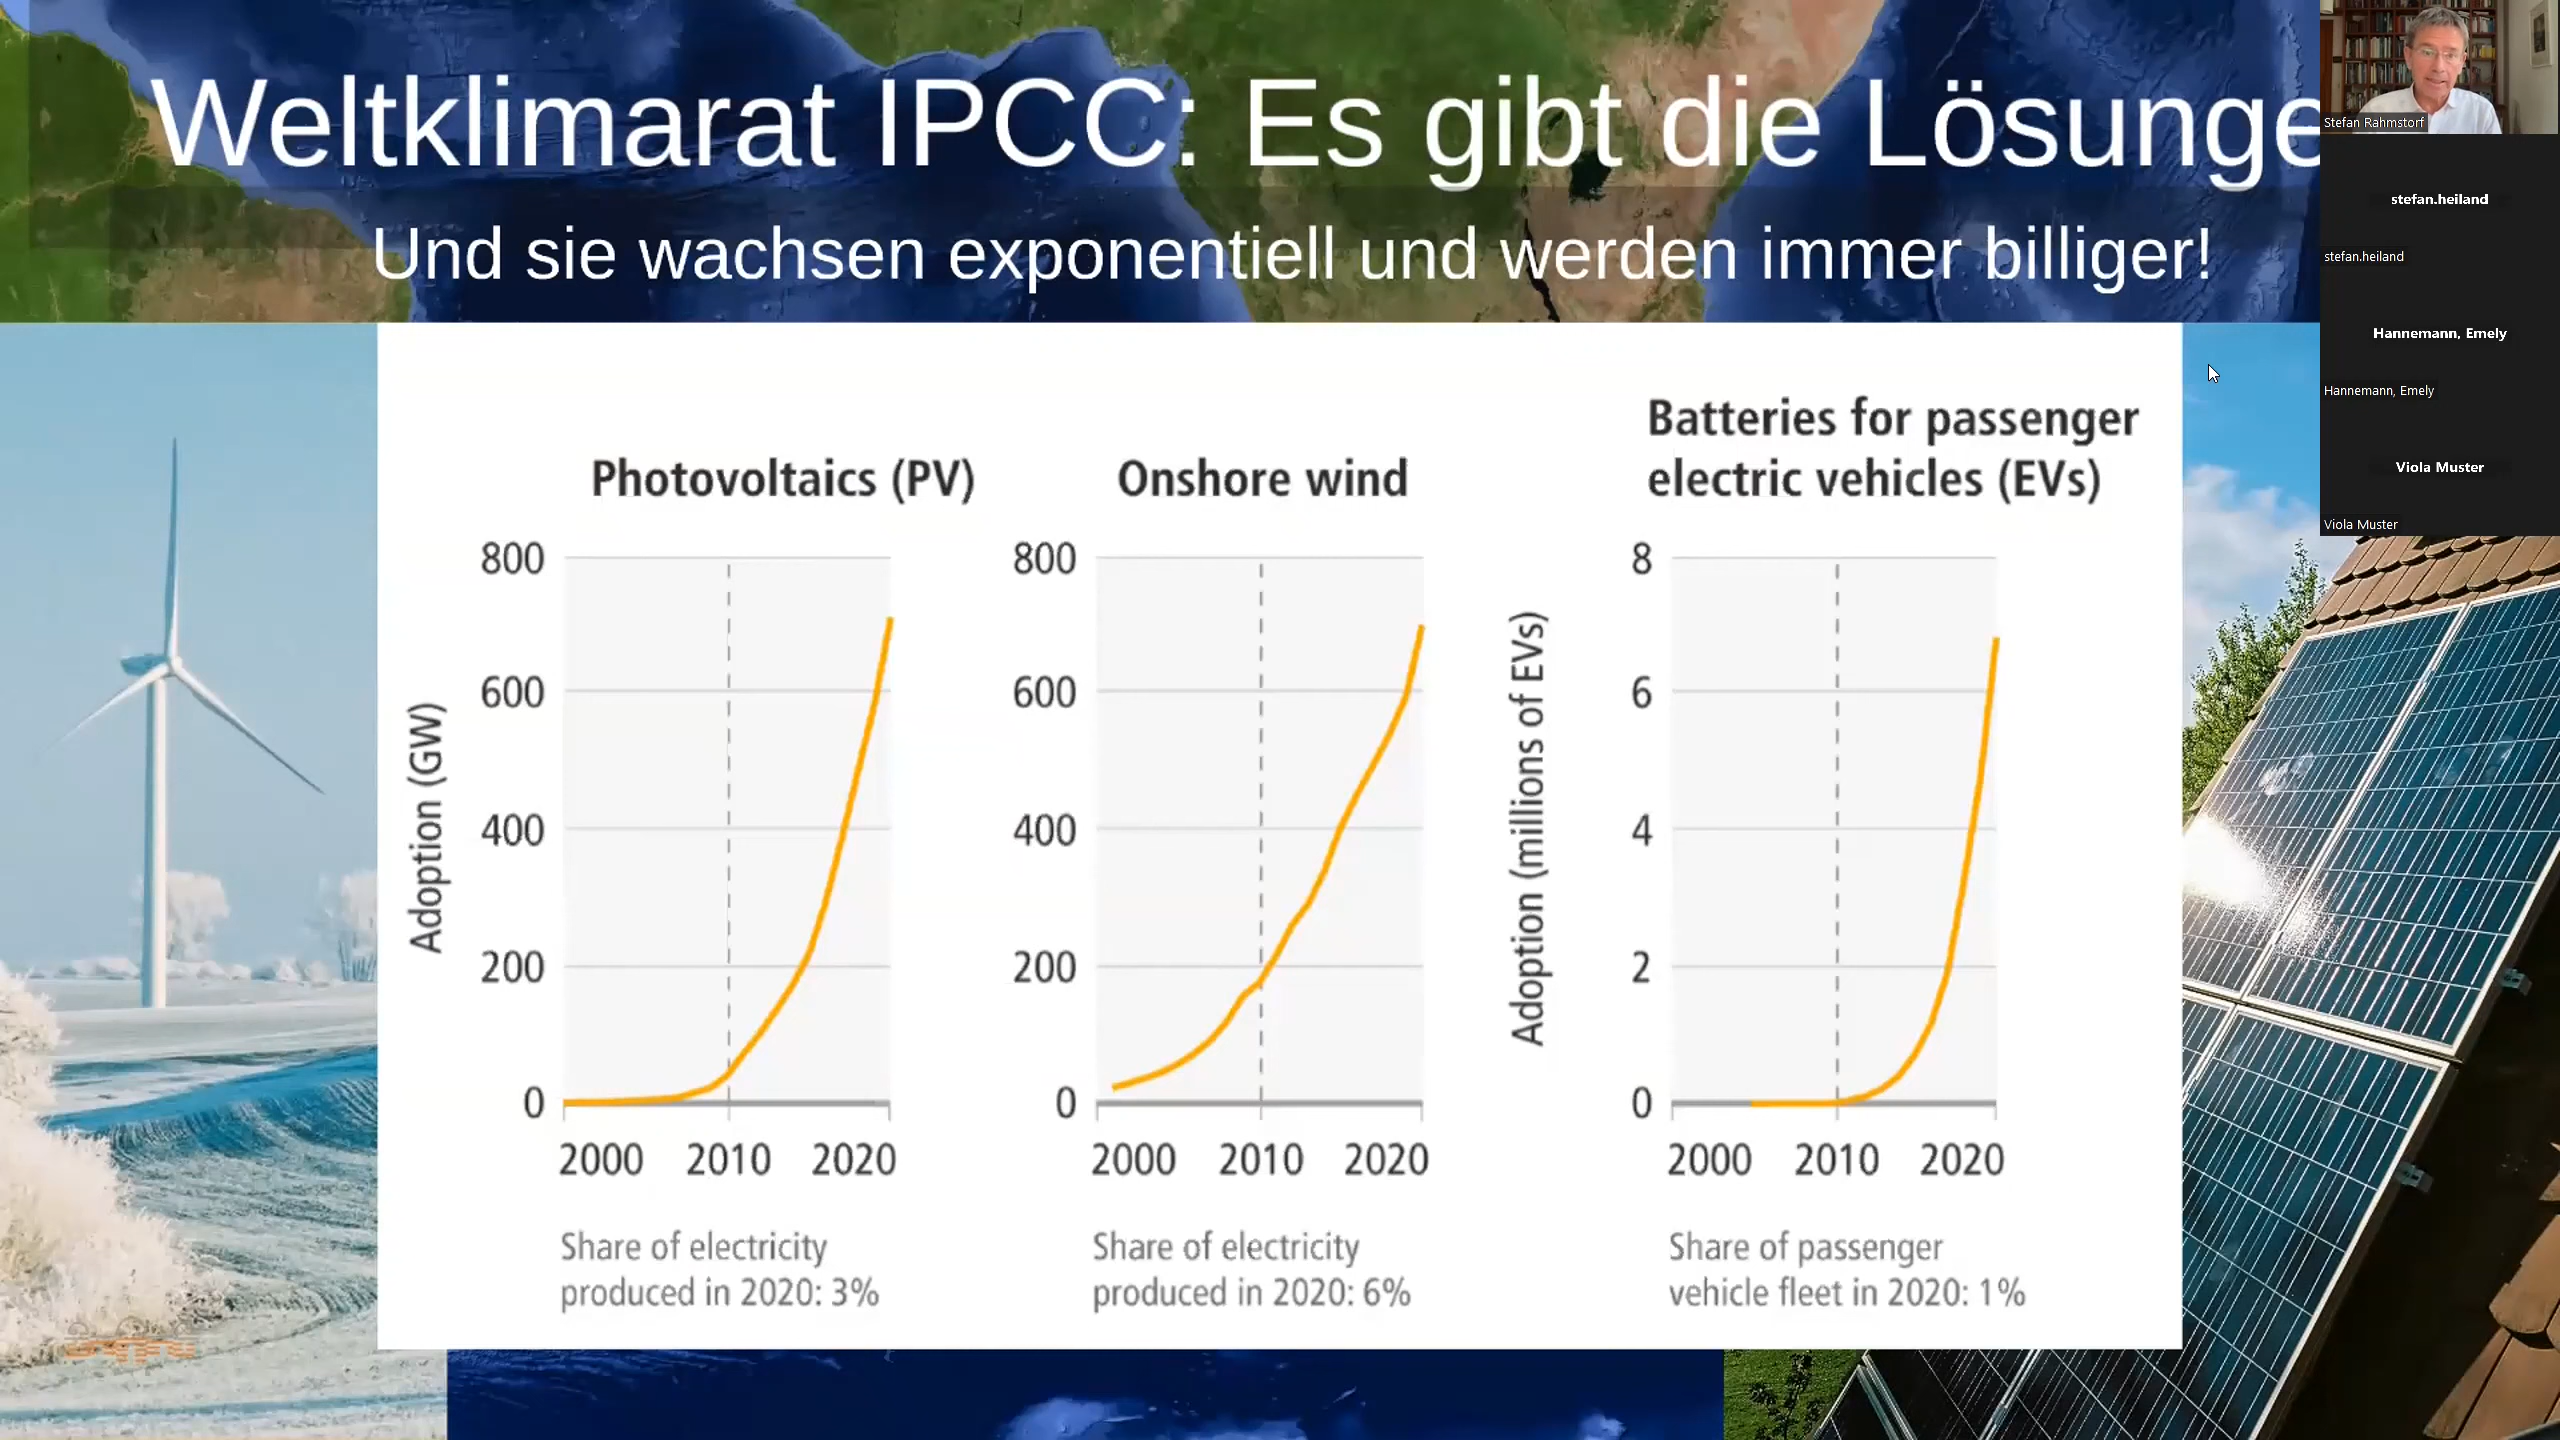 Weltklimarat IPCC: Es gibt die Lösunge
Und sie wachsen exponentiell und werden immer billiger!
Stefan Rahmstorf
stefan.heiland
stefan.heiland
Hannemann, Emely
Hannemann, Emely
Viola Muster
Viola Muster
Photovoltaics (PV)
Adoption (GW)
800
600
400
200
0
2000 2010 2020
Share of electricity
produced in 2020: 3%
Onshore wind
800
600
400
200
0
2000 2010 2020
Share of electricity
produced in 2020: 6%
Batteries for passenger
electric vehicles (EVs)
Adoption (millions of EVs)
8
6
4
2
0
2000 2010 2020
Share of passenger
vehicle fleet in 2020: 1%